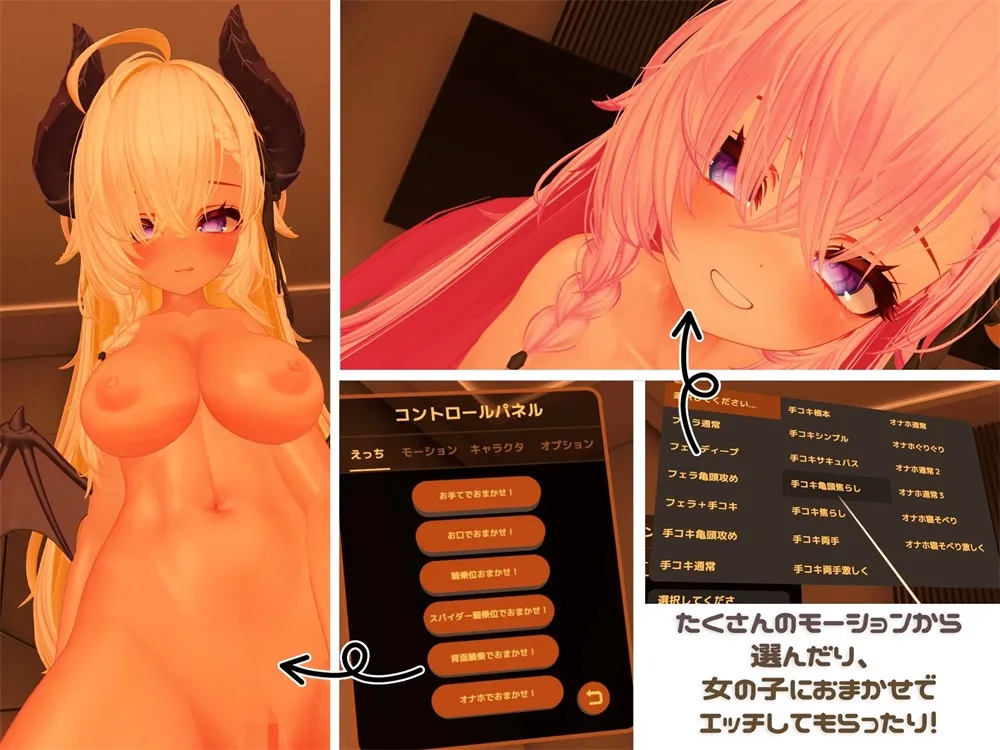 コントロールパネル
えっち モーション キャラクタ オプション
お手てでおまかせ!
お口でおまかせ!
騎乗位おまかせ!
スパイダー騎乗位でおまかせ!
背面騎乗でおまかせ!
オナホでおまかせ!
選択してください...
フェラ通常
フェラディープ
フェラ亀頭攻め
フェラ+手コキ
手コキ亀頭攻め
手コキ通常
手コキ根本
手コキシンプル
手コキサキュバス
手コキ亀頭焦らし
手コキ焦らし
手コキ両手
手コキ両手激しく
オナホ通常
オナホぐりぐり
オナホ通常2
オナホ通常3
オナホ寝そべり
オナホ寝そべり激しく
選択してくださ
たくさんのモーションから
選んだり、
女の子におまかせで
エッチしてもらったり!